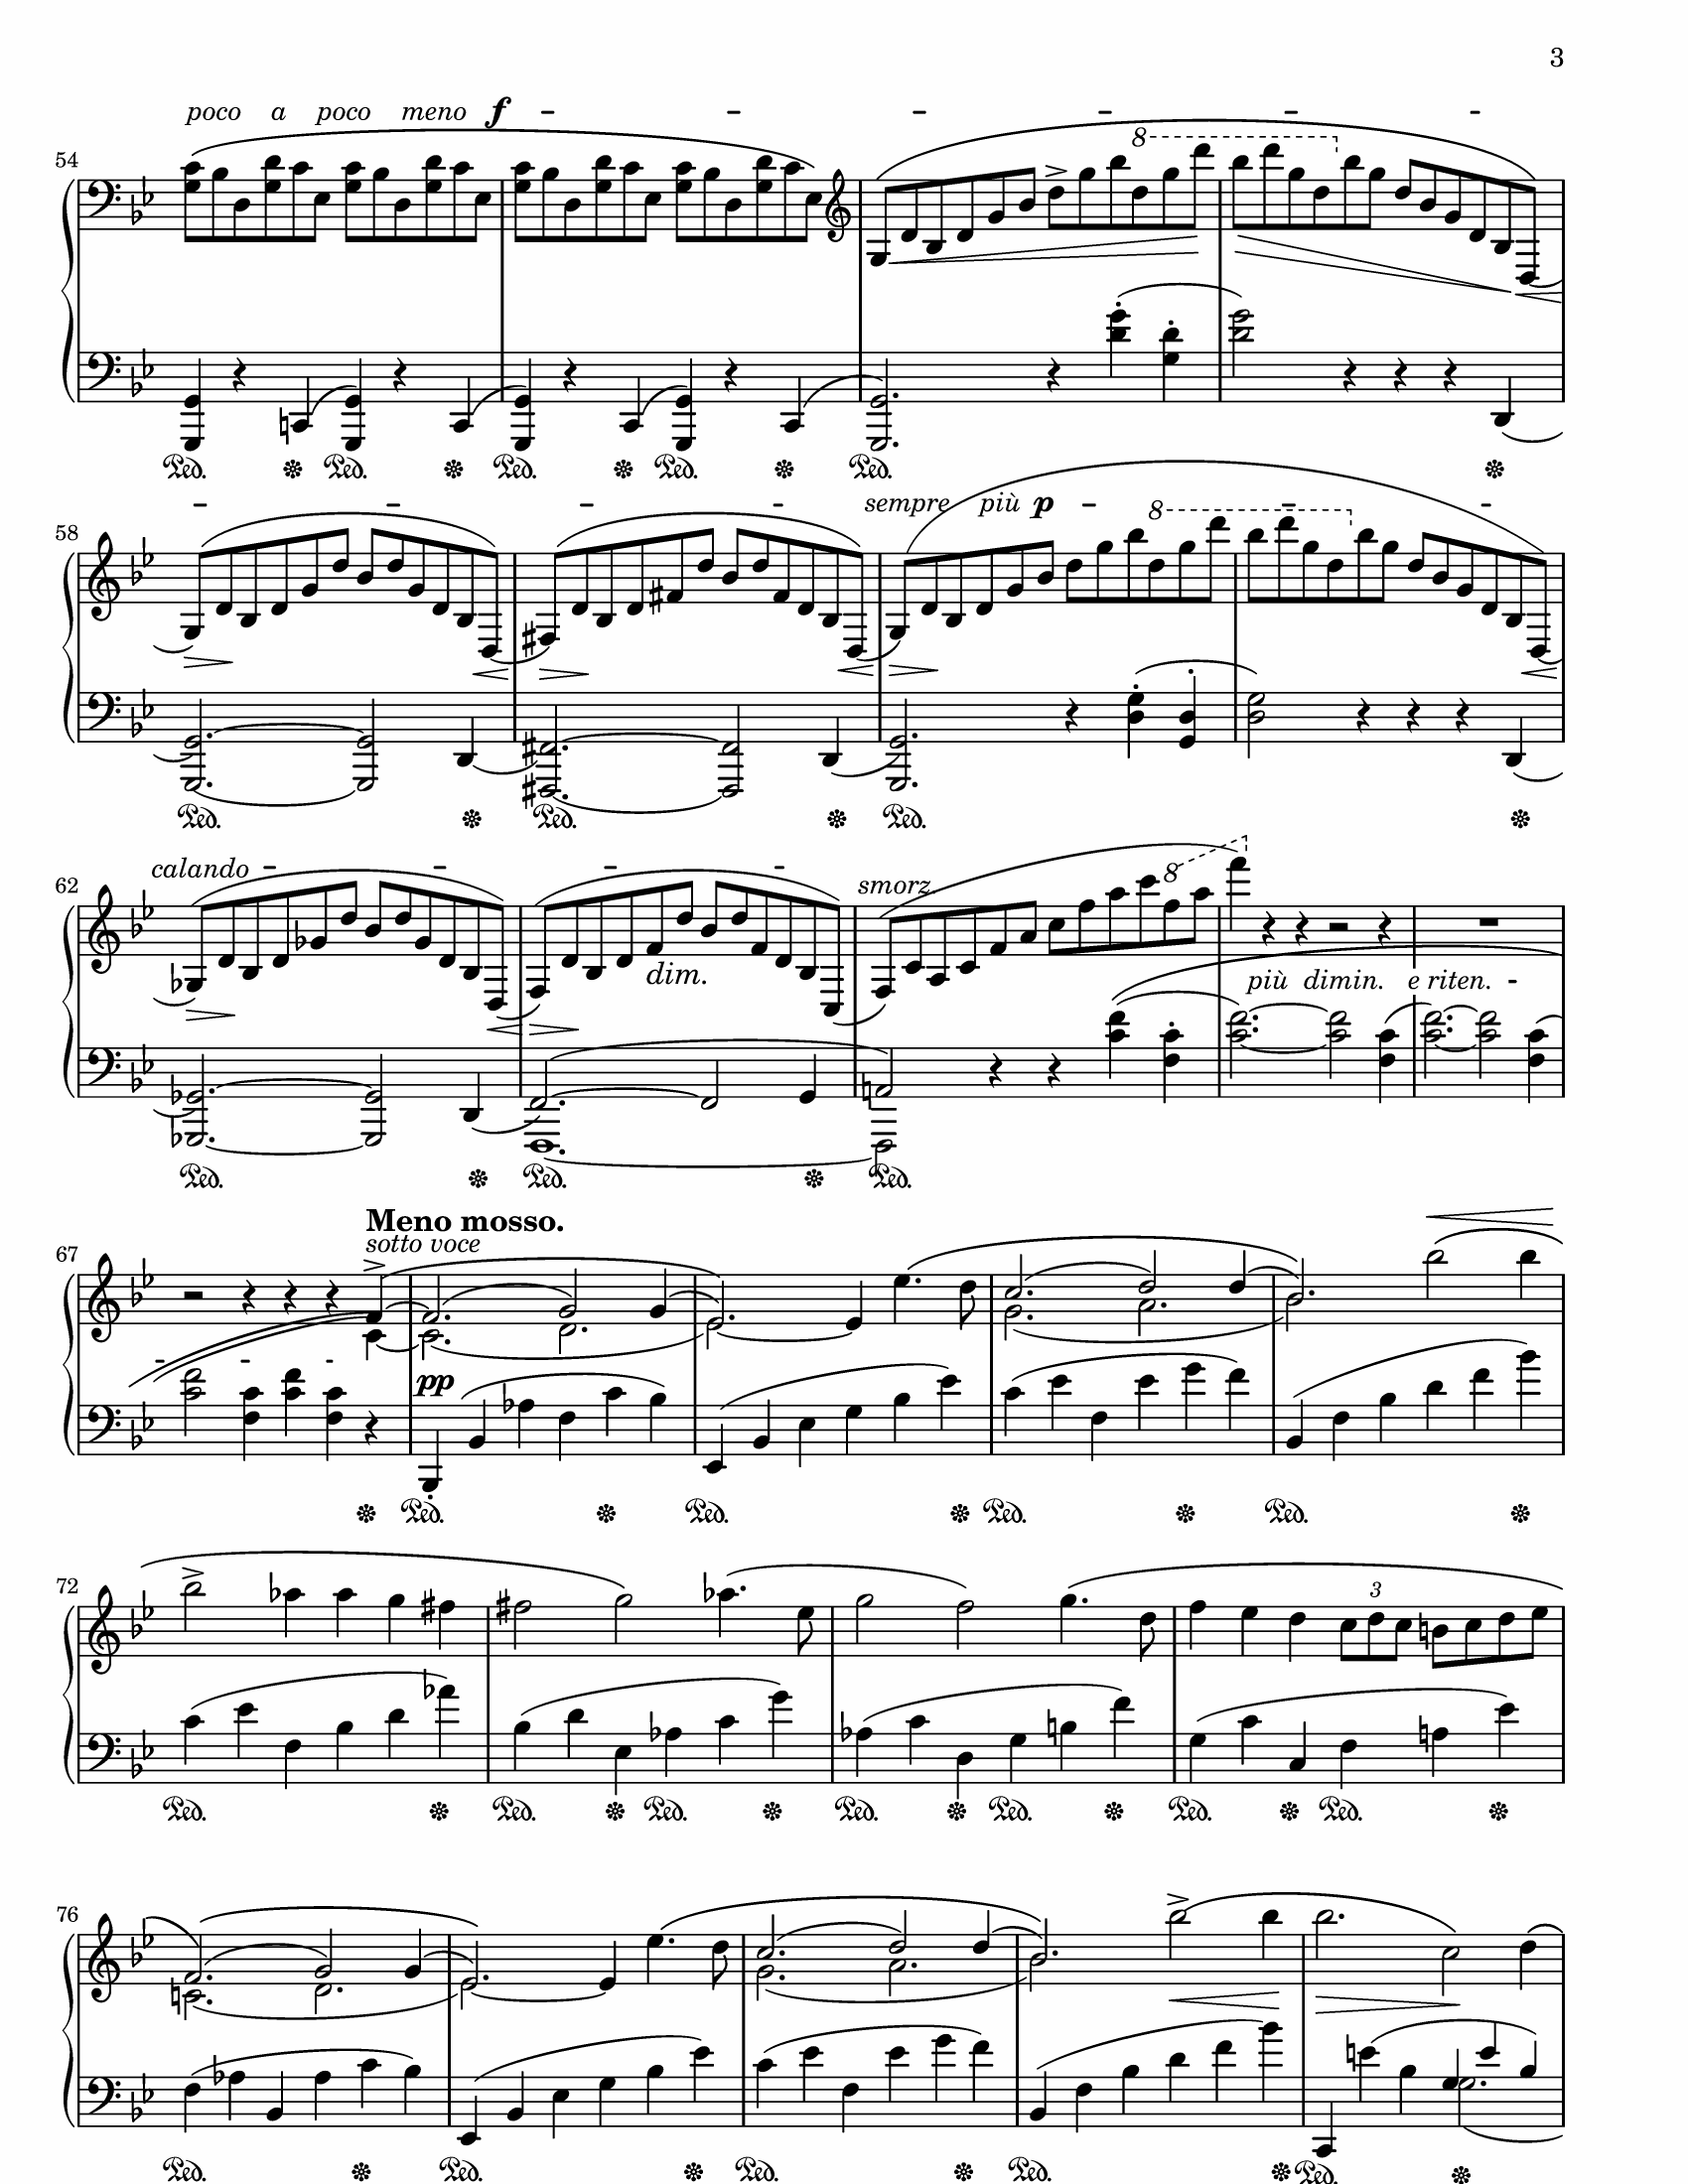 3
poco a poco meno f – – – – – –
54
8
Ped. Ped. Ped. Ped. Ped.
– – – – sempre più p – – –
58
8
Ped. Ped. Ped.
calando – – – – smorz
62
8
dim.
più dimin. e riten. -
Ped. Ped. Ped.
Meno mosso.
sotto voce
67
- - -
pp
Ped. Ped. Ped. Ped.
72
3
Ped. Ped. Ped. Ped. Ped. Ped. Ped.
76
Ped. Ped. Ped. Ped. Ped.